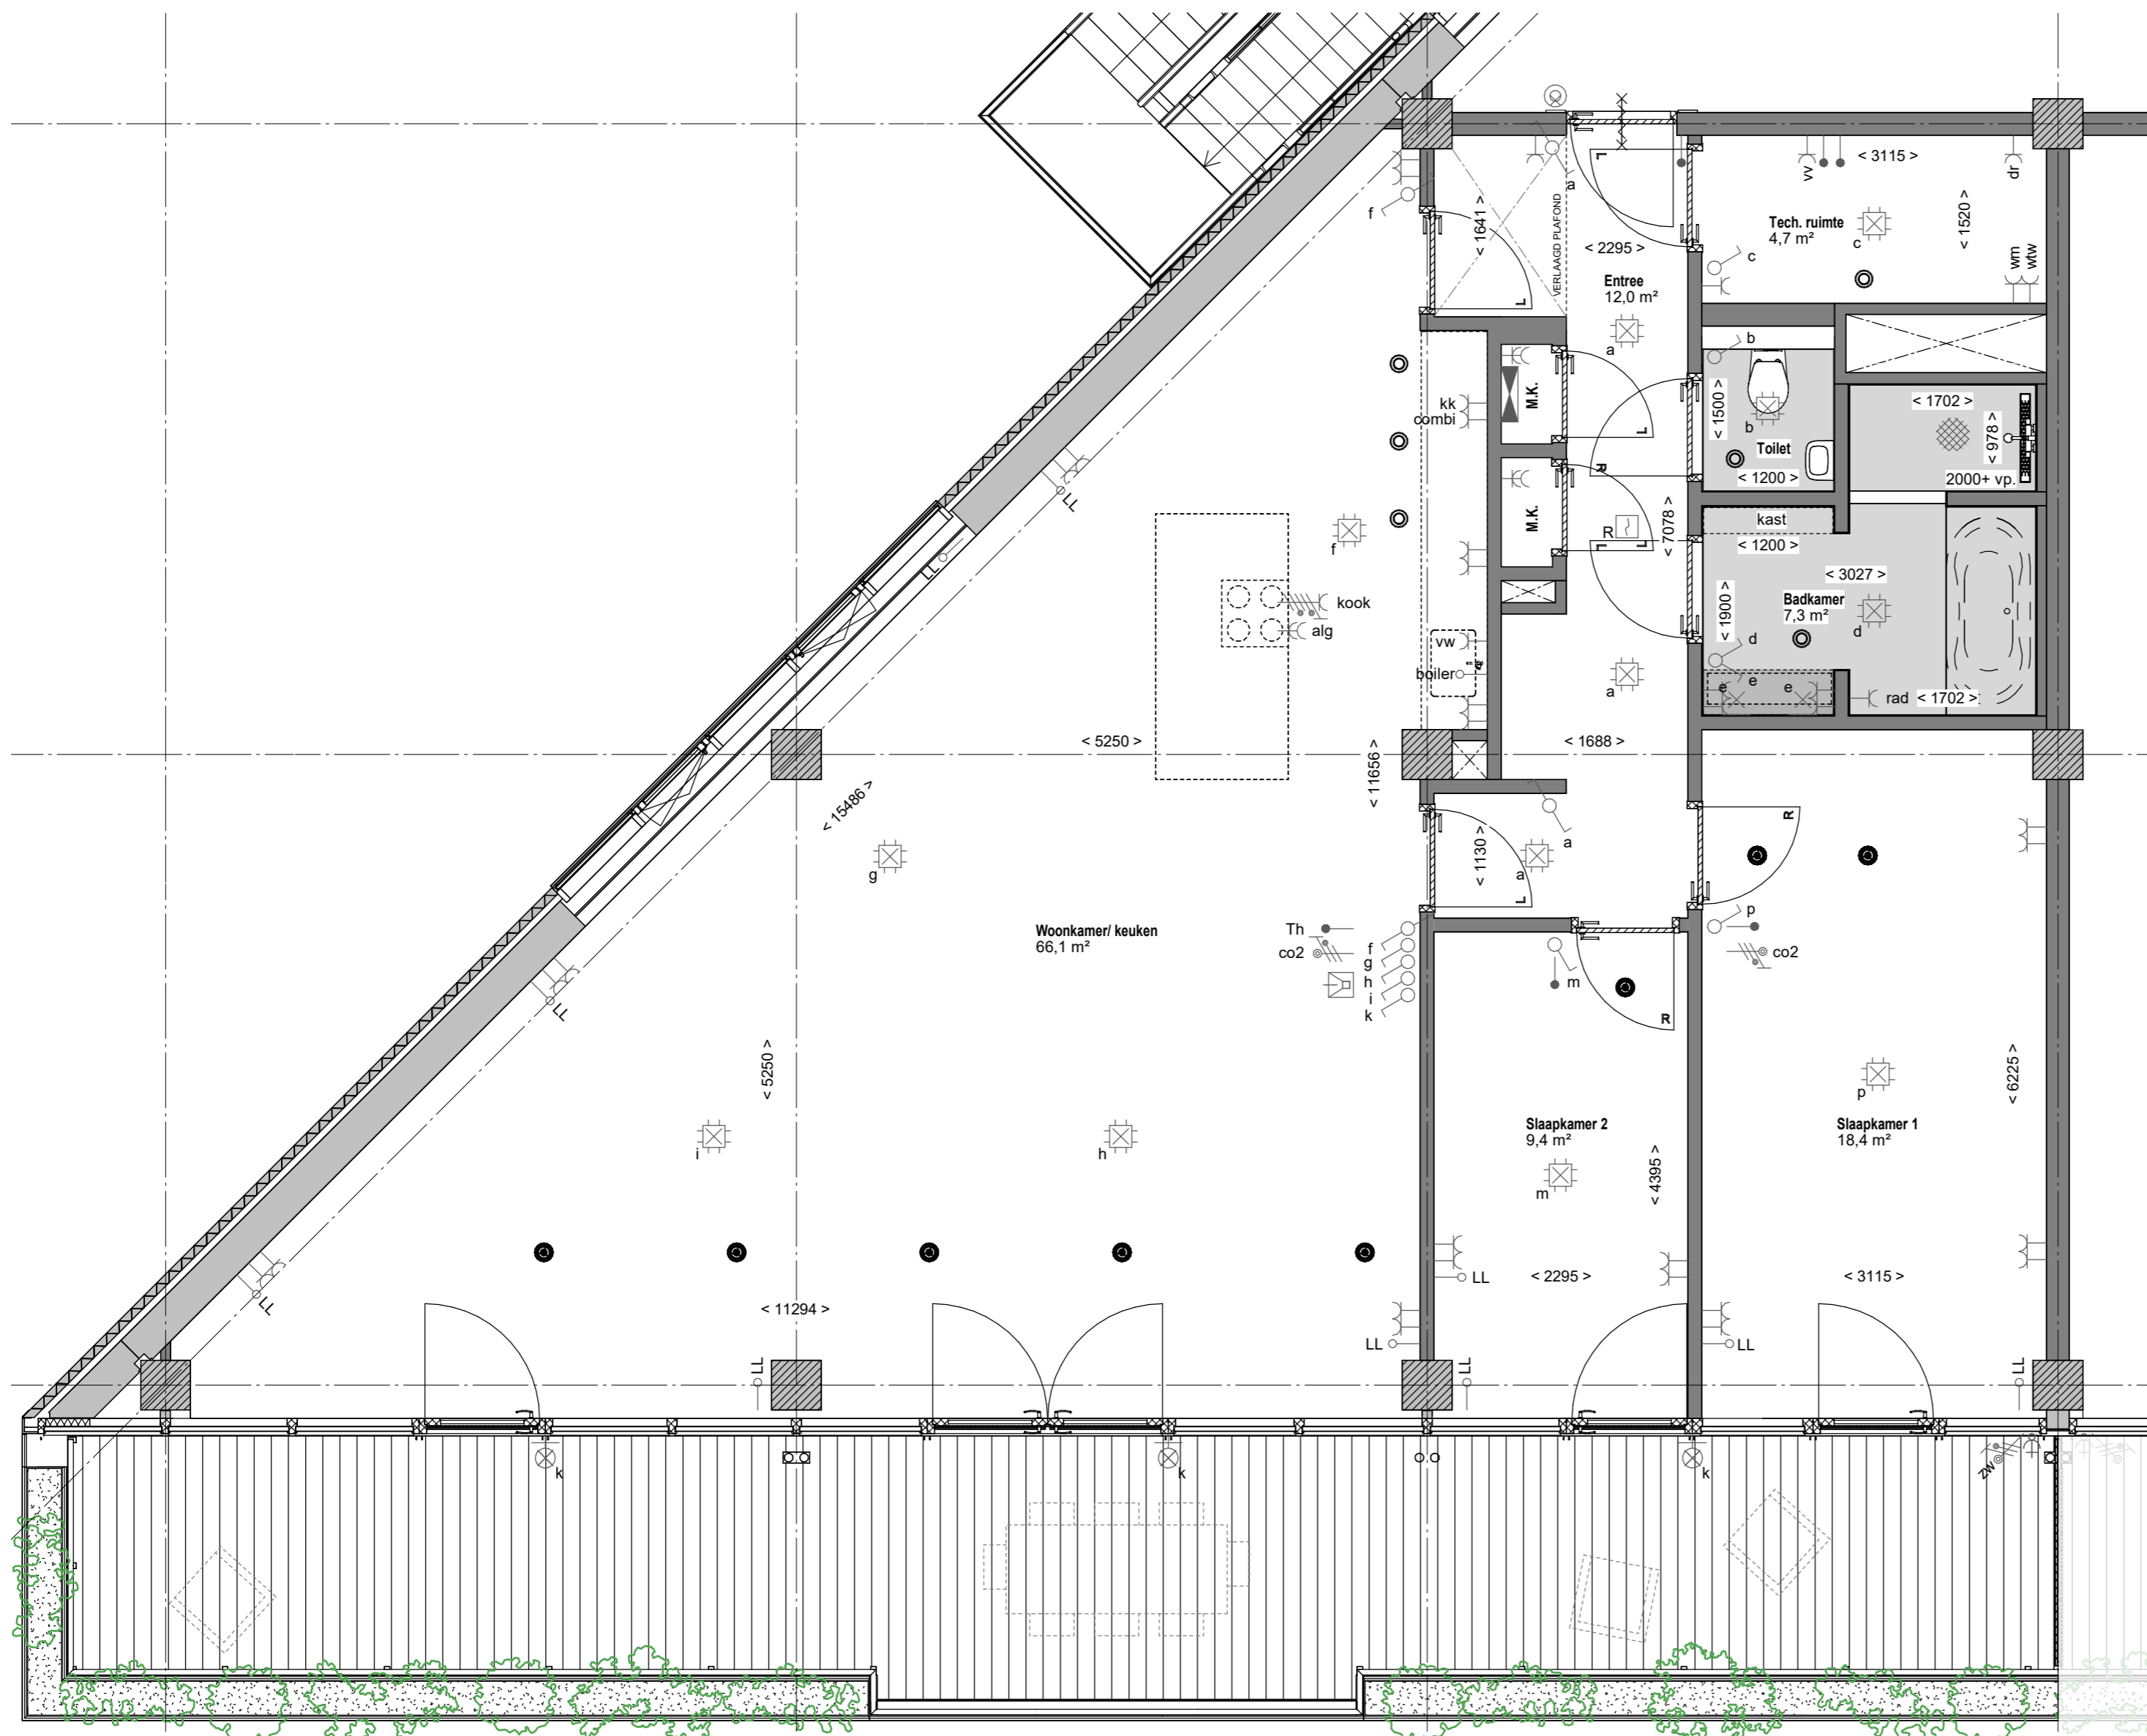 a
f
< 1641 >
VERLAAGD PLAFOND
< 2295 >
Entree
12,0 m²
a
L
L
vv
< 3115 >
dr
Tech. ruimte
4,7 m²
c
c
< 1520 >
wm
wtw
b
< 1500 >
b
Toilet
< 1200 >
< 1702 >
< 978 >
2000+ vp.
kk
combi
M.K.
M.K.
L
R
R
L
L
< 7078 >
kast
< 1200 >
< 3027 >
Badkamer
7,3 m²
d
< 1900 >
d
e
e
e
rad
< 1702 >
LL
LL
f
kook
alg
vw
boiler
a
< 5250 >
< 11656 >
< 1688 >
< 15486 >
g
< 1130 >
a
a
L
R
Woonkamer/ keuken
66,1 m²
Th
co2
f
g
h
i
k
m
R
p
co2
LL
< 5250 >
i
h
Slaapkamer 2
9,4 m²
m
< 4395 >
Slaapkamer 1
18,4 m²
p
< 6225 >
LL
< 11294 >
LL
< 2295 >
< 3115 >
LL
LL
LL
LL
LL
k
k
k
zw